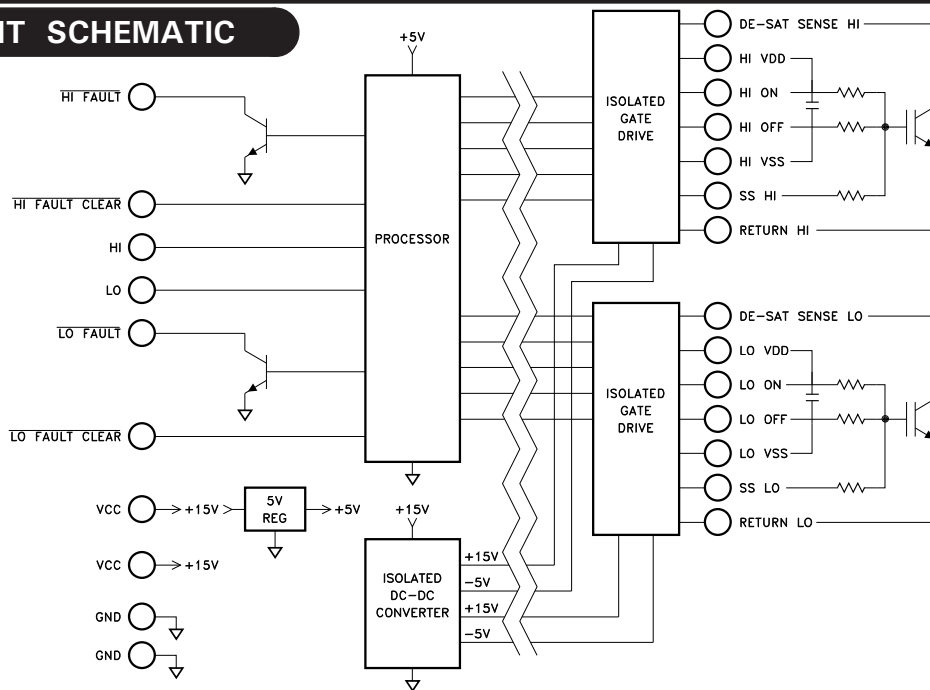 IT SCHEMATIC
HI FAULT
HI FAULT CLEAR
HI
LO
LO FAULT
LO FAULT CLEAR
VCC
+15V
5V
REG
+5V
VCC
+15V
GND
GND
+5V
PROCESSOR
+15V
ISOLATED
DC-DC
CONVERTER
+15V
-5V
+15V
-5V
ISOLATED
GATE
DRIVE
DE-SAT SENSE HI
HI VDD
HI ON
HI OFF
HI VSS
SS HI
RETURN HI
ISOLATED
GATE
DRIVE
DE-SAT SENSE LO
LO VDD
LO ON
LO OFF
LO VSS
SS LO
RETURN LO